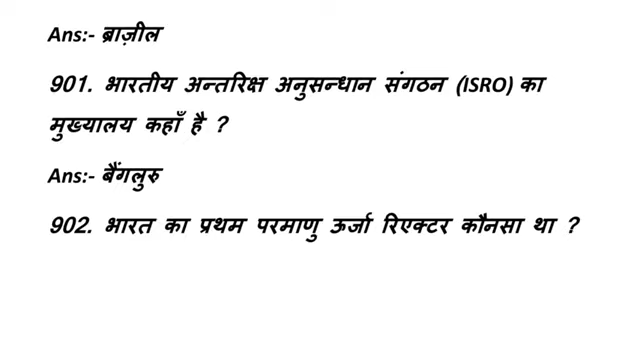 Ans:- ब्राज़ील
901. भारतीय अन्तरिक्ष अनुसन्धान संगठन (ISRO) का
मुख्यालय कहाँ है ?
Ans:- बैंगलुरु
902. भारत का प्रथम परमाणु ऊर्जा रिएक्टर कौनसा था ?